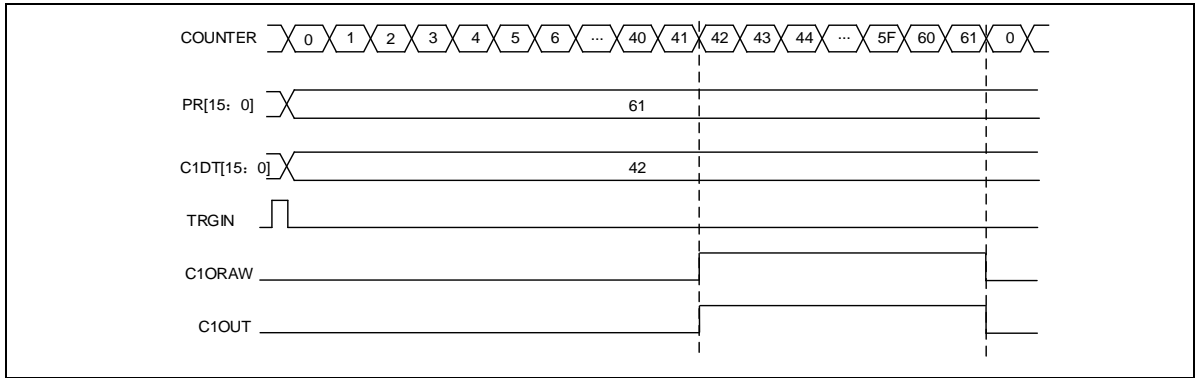 COUNTER 0 1 2 3 4 5 6 ... 40 41 42 43 44 ... 5F 60 61 0
PR[15：0] 61
C1DT[15：0] 42
TRGIN
C1ORAW
C1OUT